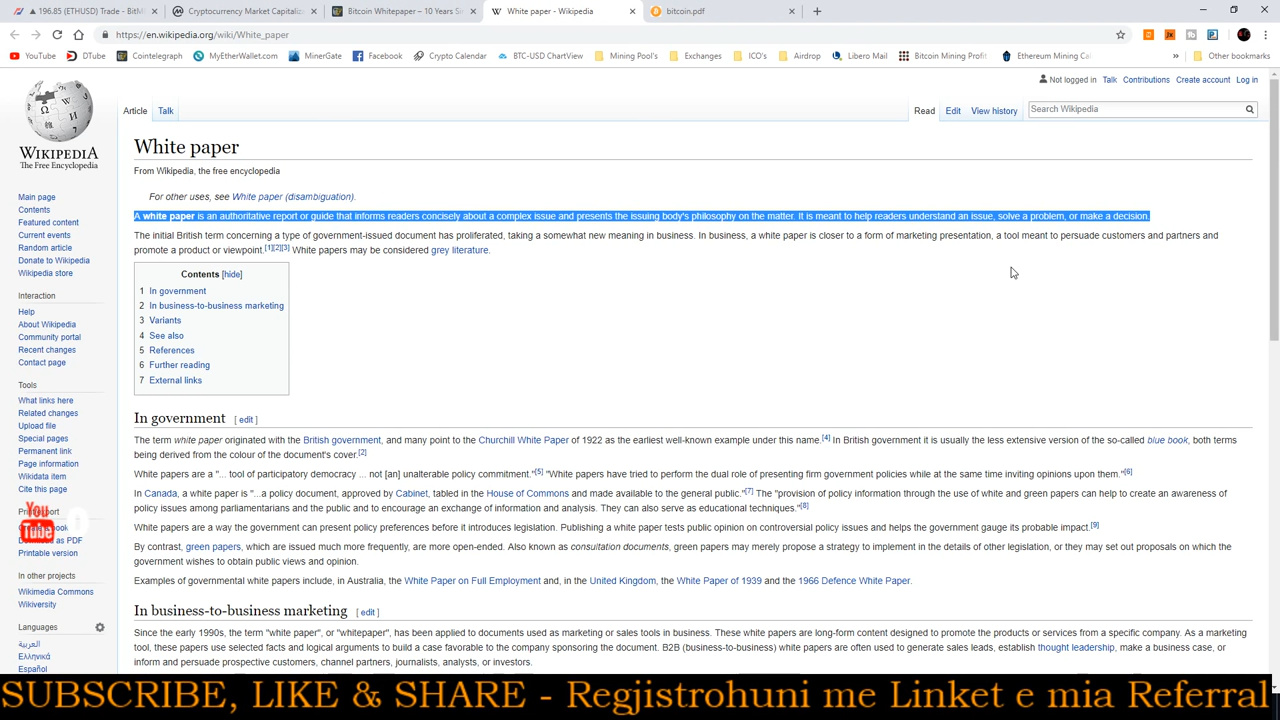 196.85 (ETHUSD) Trade - BitM
Cryptocurrency Market Capitaliz
Bitcoin Whitepaper – 10 Years Si
White paper - Wikipedia
bitcoin.pdf
https://en.wikipedia.org/wiki/White_paper
YouTube
DTube
Cointelegraph
MyEtherWallet.com
MinerGate
Facebook
Crypto Calendar
BTC-USD ChartView
Mining Pool's
Exchanges
ICO's
Airdrop
Libero Mail
Bitcoin Mining Profit
Ethereum Mining Cal
Other bookmarks
Not logged in Talk Contributions Create account Log in
Article Talk
Read Edit View history
Search Wikipedia
WIKIPEDIA
The Free Encyclopedia
Main page
Contents
Featured content
Current events
Random article
Donate to Wikipedia
Wikipedia store
Interaction
Help
About Wikipedia
Community portal
Recent changes
Contact page
Tools
What links here
Related changes
Upload file
Special pages
Permanent link
Page information
Wikidata item
Cite this page
You
Tube
as PDF
Printable version
In other projects
Wikimedia Commons
Wikiversity
Languages
العربية
Ελληνικά
Español
White paper
From Wikipedia, the free encyclopedia
For other uses, see White paper (disambiguation).
A white paper is an authoritative report or guide that informs readers concisely about a complex issue and presents the issuing body's philosophy on the matter. It is meant to help readers understand an issue, solve a problem, or make a decision.
The initial British term concerning a type of government-issued document has proliferated, taking a somewhat new meaning in business. In business, a white paper is closer to a form of marketing presentation, a tool meant to persuade customers and partners and
promote a product or viewpoint.[1][2][3] White papers may be considered grey literature.
Contents [hide]
1 In government
2 In business-to-business marketing
3 Variants
4 See also
5 References
6 Further reading
7 External links
In government [ edit ]
The term white paper originated with the British government, and many point to the Churchill White Paper of 1922 as the earliest well-known example under this name.[4] In British government it is usually the less extensive version of the so-called blue book, both terms
being derived from the colour of the document's cover.[2]
White papers are a "... tool of participatory democracy ... not [an] unalterable policy commitment."[5] "White papers have tried to perform the dual role of presenting firm government policies while at the same time inviting opinions upon them."[6]
In Canada, a white paper is "...a policy document, approved by Cabinet, tabled in the House of Commons and made available to the general public."[7] The "provision of policy information through the use of white and green papers can help to create an awareness of
policy issues among parliamentarians and the public and to encourage an exchange of information and analysis. They can also serve as educational techniques."[8]
White papers are a way the government can present policy preferences before it introduces legislation. Publishing a white paper tests public opinion on controversial policy issues and helps the government gauge its probable impact.[9]
By contrast, green papers, which are issued much more frequently, are more open-ended. Also known as consultation documents, green papers may merely propose a strategy to implement in the details of other legislation, or they may set out proposals on which the
government wishes to obtain public views and opinion.
Examples of governmental white papers include, in Australia, the White Paper on Full Employment and, in the United Kingdom, the White Paper of 1939 and the 1966 Defence White Paper.
In business-to-business marketing [ edit ]
Since the early 1990s, the term "white paper", or "whitepaper", has been applied to documents used as marketing or sales tools in business. These white papers are long-form content designed to promote the products or services from a specific company. As a marketing
tool, these papers use selected facts and logical arguments to build a case favorable to the company sponsoring the document. B2B (business-to-business) white papers are often used to generate sales leads, establish thought leadership, make a business case, or
inform and persuade prospective customers, channel partners, journalists, analysts, or investors.
SUBSCRIBE, LIKE & SHARE - Regjistrohuni me Linket e mia Referral